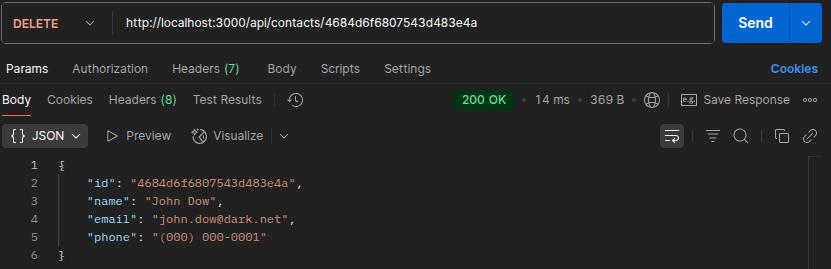 DELETE http://localhost:3000/api/contacts/4684d6f6807543d483e4a Send
Params Authorization Headers (7) Body Scripts Settings Cookies
Body Cookies Headers (8) Test Results 200 OK • 14 ms • 369 B e.g. Save Response
{} JSON Preview Visualize
1 {
2 "id": "4684d6f6807543d483e4a",
3 "name": "John Dow",
4 "email": "john.dow@dark.net",
5 "phone": "(000) 000-0001"
6 }